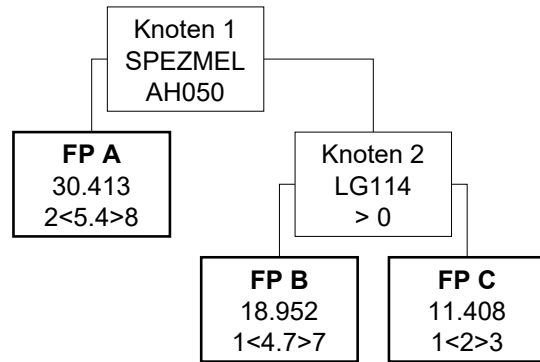 Knoten 1
SPEZMEL
AH050
FP A
30.413
2<5.4>8
Knoten 2
LG114
> 0
FP B
18.952
1<4.7>7
FP C
11.408
1<2>3